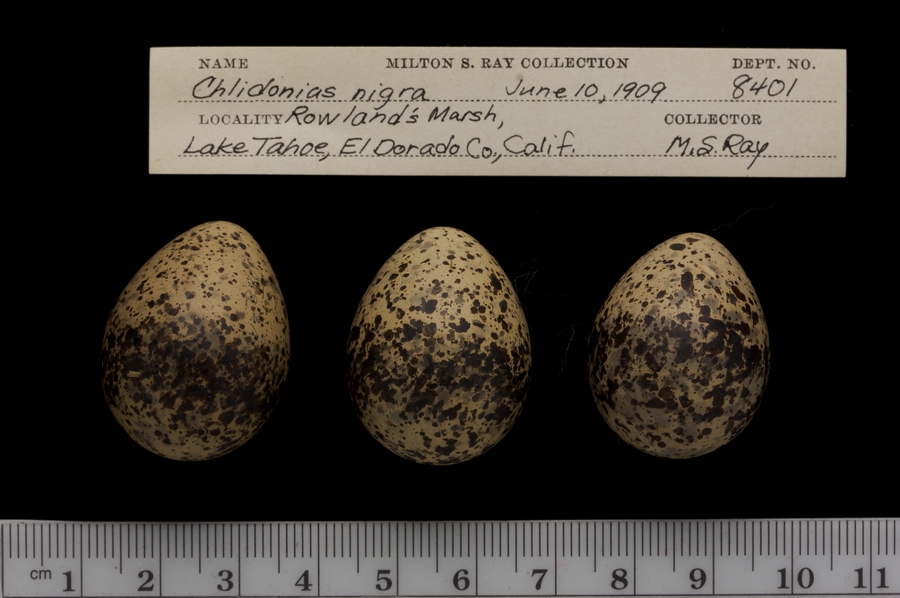 NAME MILTON S. RAY COLLECTION DEPT. NO.
Chlidonias nigra June 10, 1909 8401
LOCALITY Rowland's Marsh, COLLECTOR
Lake Tahoe, El Dorado Co., Calif. M.S. Ray
cm 1 2 3 4 5 6 7 8 9 10 11